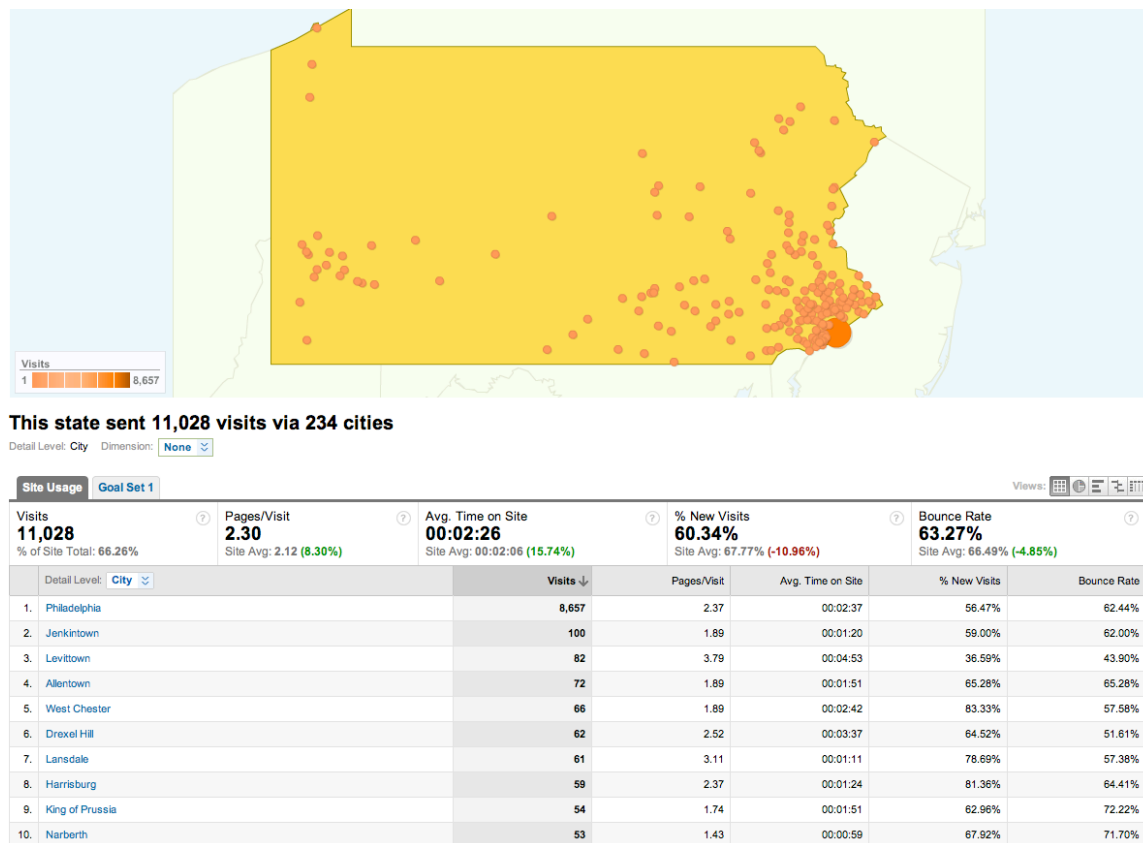 Visits
1 8,657
This state sent 11,028 visits via 234 cities
Detail Level: City Dimension: None
Site Usage Goal Set 1 Views:
Visits ? Pages/Visit ? Avg. Time on Site ? % New Visits ? Bounce Rate ?
11,028 2.30 00:02:26 60.34% 63.27%
% of Site Total: 66.26% Site Avg: 2.12 (8.30%) Site Avg: 00:02:06 (15.74%) Site Avg: 67.77% (-10.96%) Site Avg: 66.49% (-4.85%)
Detail Level: City Visits Pages/Visit Avg. Time on Site % New Visits Bounce Rate
1. Philadelphia 8,657 2.37 00:02:37 56.47% 62.44%
2. Jenkintown 100 1.89 00:01:20 59.00% 62.00%
3. Levittown 82 3.79 00:04:53 36.59% 43.90%
4. Allentown 72 1.89 00:01:51 65.28% 65.28%
5. West Chester 66 1.89 00:02:42 83.33% 57.58%
6. Drexel Hill 62 2.52 00:03:37 64.52% 51.61%
7. Lansdale 61 3.11 00:01:11 78.69% 57.38%
8. Harrisburg 59 2.37 00:01:24 81.36% 64.41%
9. King of Prussia 54 1.74 00:01:51 62.96% 72.22%
10. Narberth 53 1.43 00:00:59 67.92% 71.70%